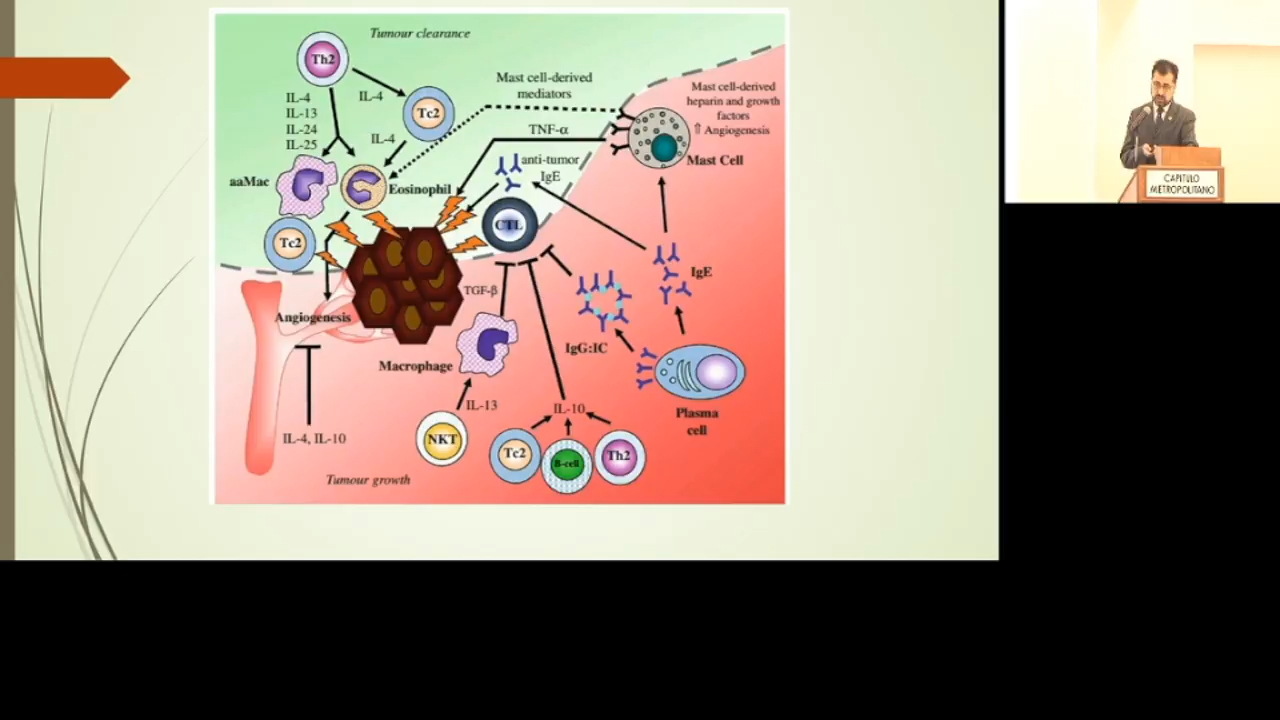 Tumour clearance
Th2
IL-4
IL-13
IL-24
IL-25
IL-4
Tc2
IL-4
Mast cell-derived
mediators
TNF-α
anti-tumor
IgE
Mast cell-derived
heparin and growth
factors
⇑ Angiogenesis
Mast Cell
aaMac
Eosinophil
CTL
Tc2
IgE
TGF-β
Angiogenesis
IgG:IC
Macrophage
Plasma
cell
IL-13
IL-10
IL-4, IL-10
NKT
Tc2
B-cell
Th2
Tumour growth
CAPITULO
METROPOLITANO